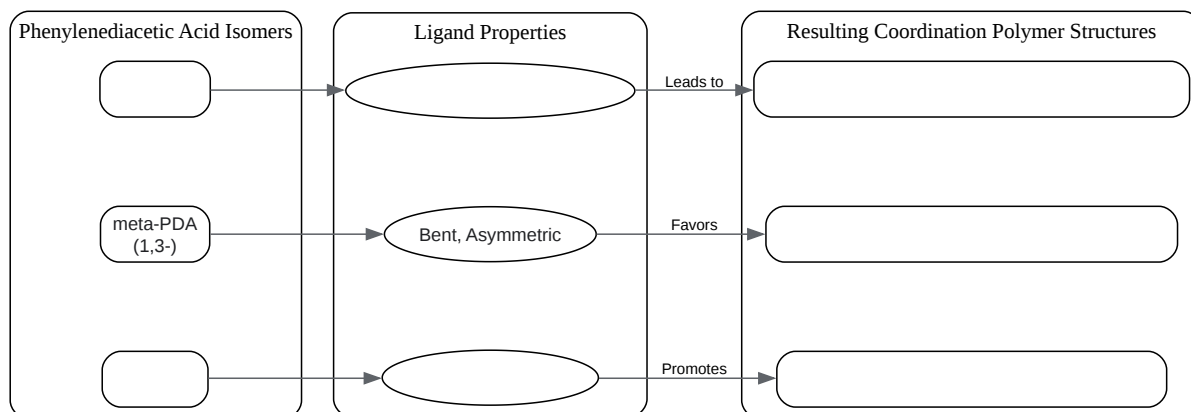 Phenylenediacetic Acid Isomers
Ligand Properties
Resulting Coordination Polymer Structures
Leads to
meta-PDA
(1,3-)
Bent, Asymmetric
Favors
Promotes